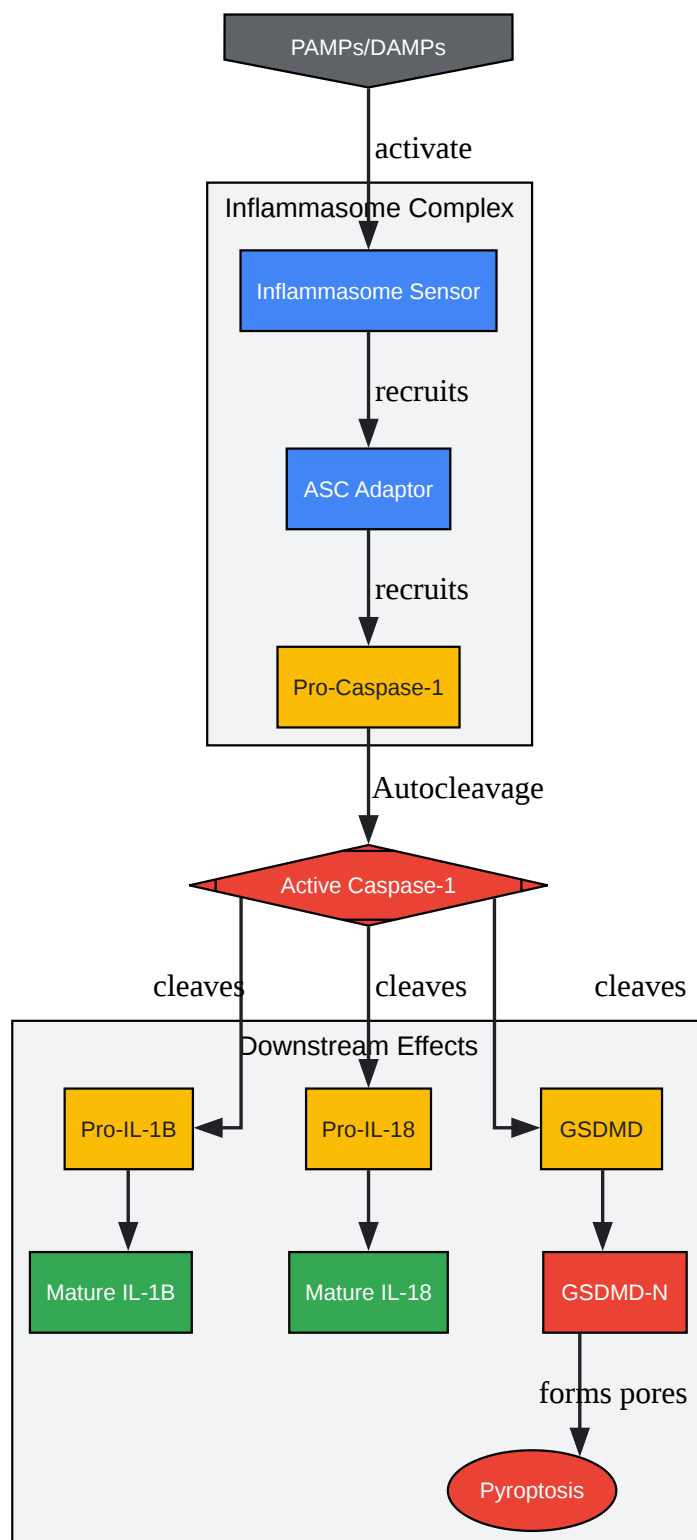 PAMPs/DAMPs
activate
Inflammasome Complex
Inflammasome Sensor
recruits
ASC Adaptor
recruits
Pro-Caspase-1
Autocleavage
Active Caspase-1
cleaves
cleaves
cleaves
Downstream Effects
Pro-IL-1B
Pro-IL-18
GSDMD
Mature IL-1B
Mature IL-18
GSDMD-N
forms pores
Pyroptosis